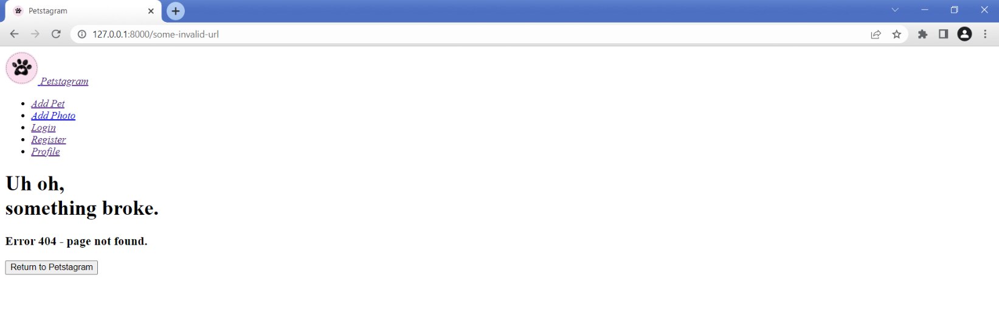 Petstagram
127.0.0.1:8000/some-invalid-url
Petstagram
Add Pet
Add Photo
Login
Register
Profile
Uh oh,
something broke.
Error 404 - page not found.
Return to Petstagram